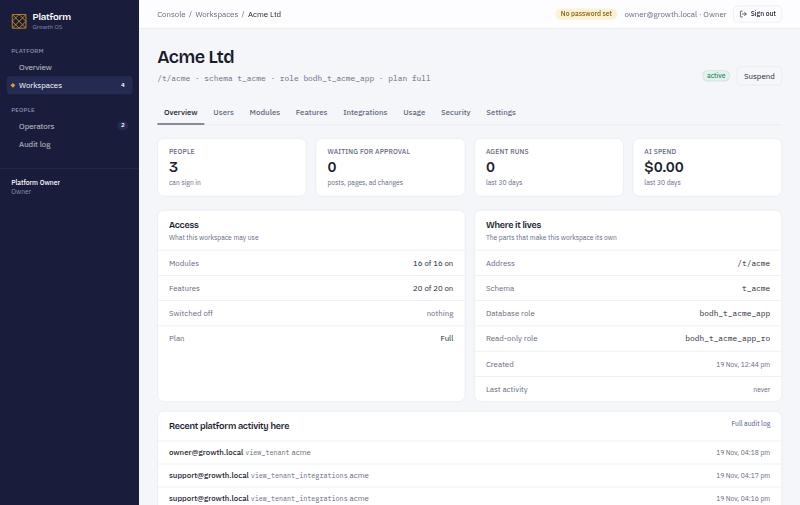 Platform
Growth OS
PLATFORM
Overview
Workspaces 4
PEOPLE
Operators 2
Audit log
Platform Owner
Owner
Console / Workspaces / Acme Ltd
No password set
owner@growth.local · Owner
Sign out
Acme Ltd
/t/acme · schema t_acme · role bodh_t_acme_app · plan full
active
Suspend
Overview Users Modules Features Integrations Usage Security Settings
PEOPLE
3
can sign in
WAITING FOR APPROVAL
0
posts, pages, ad changes
AGENT RUNS
0
last 30 days
AI SPEND
$0.00
last 30 days
Access
What this workspace may use
Modules 16 of 16 on
Features 20 of 20 on
Switched off nothing
Plan Full
Where it lives
The parts that make this workspace its own
Address /t/acme
Schema t_acme
Database role bodh_t_acme_app
Read-only role bodh_t_acme_app_ro
Created 19 Nov, 12:44 pm
Last activity never
Recent platform activity here
Full audit log
owner@growth.local view_tenant acme 19 Nov, 04:18 pm
support@growth.local view_tenant_integrations acme 19 Nov, 04:17 pm
support@growth.local view_tenant_integrations acme 19 Nov, 04:16 pm